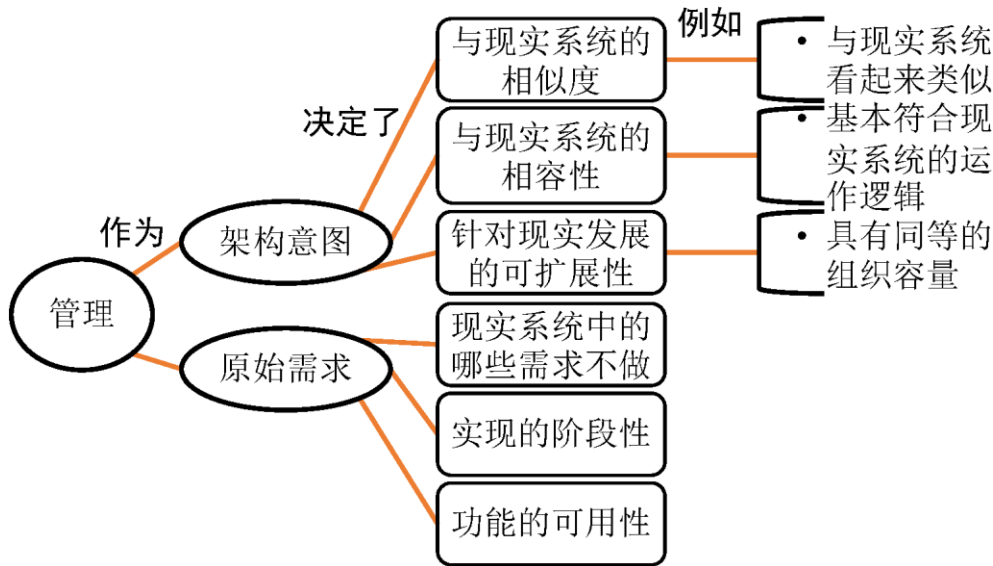 管理
作为
架构意图
原始需求
决定了
与现实系统的
相似度
与现实系统的
相容性
针对现实发展
的可扩展性
现实系统中的
哪些需求不做
实现的阶段性
功能的可用性
例如
• 与现实系统
看起来类似
• 基本符合现
实系统的运
作逻辑
• 具有同等的
组织容量